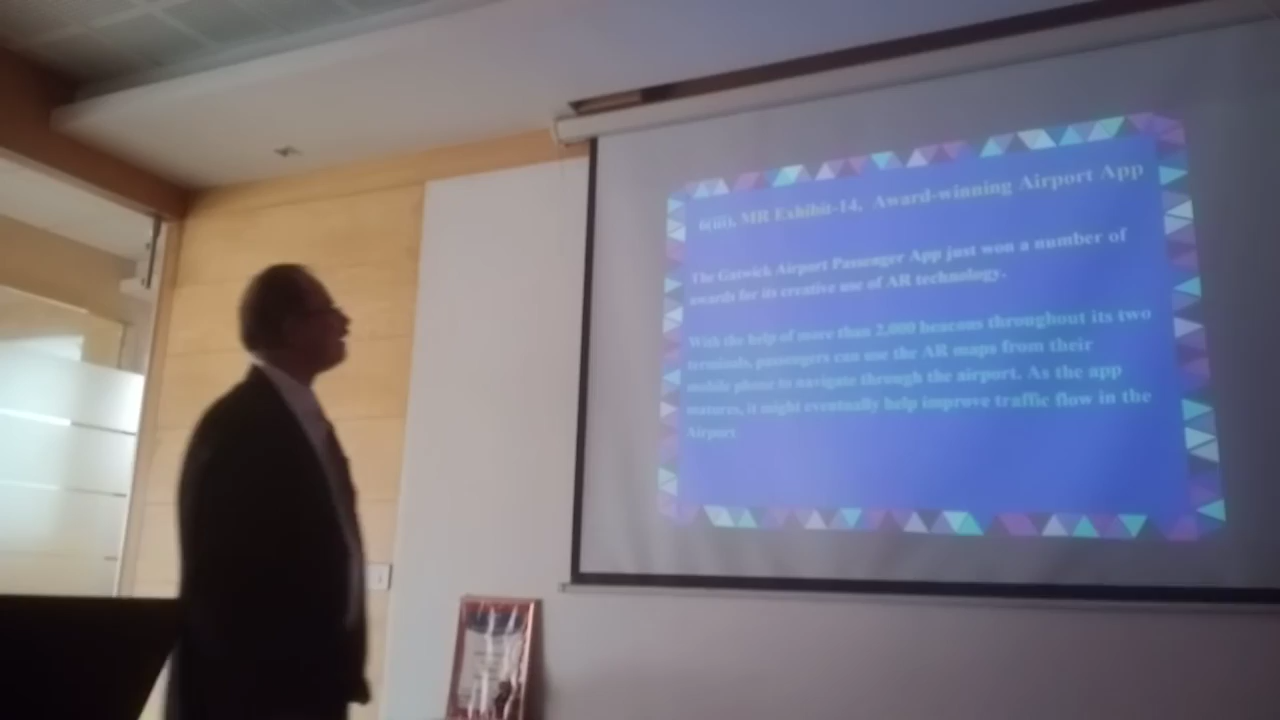 6(iii), MR Exhibit-14, Award-winning Airport App
The Gatwick Airport Passenger App just won a number of
awards for its creative use of AR technology.
With the help of more than 2,000 beacons throughout its two
terminals, passengers can use the AR maps from their
mobile phone to navigate through the airport. As the app
matures, it might eventually help improve traffic flow in the
Airport